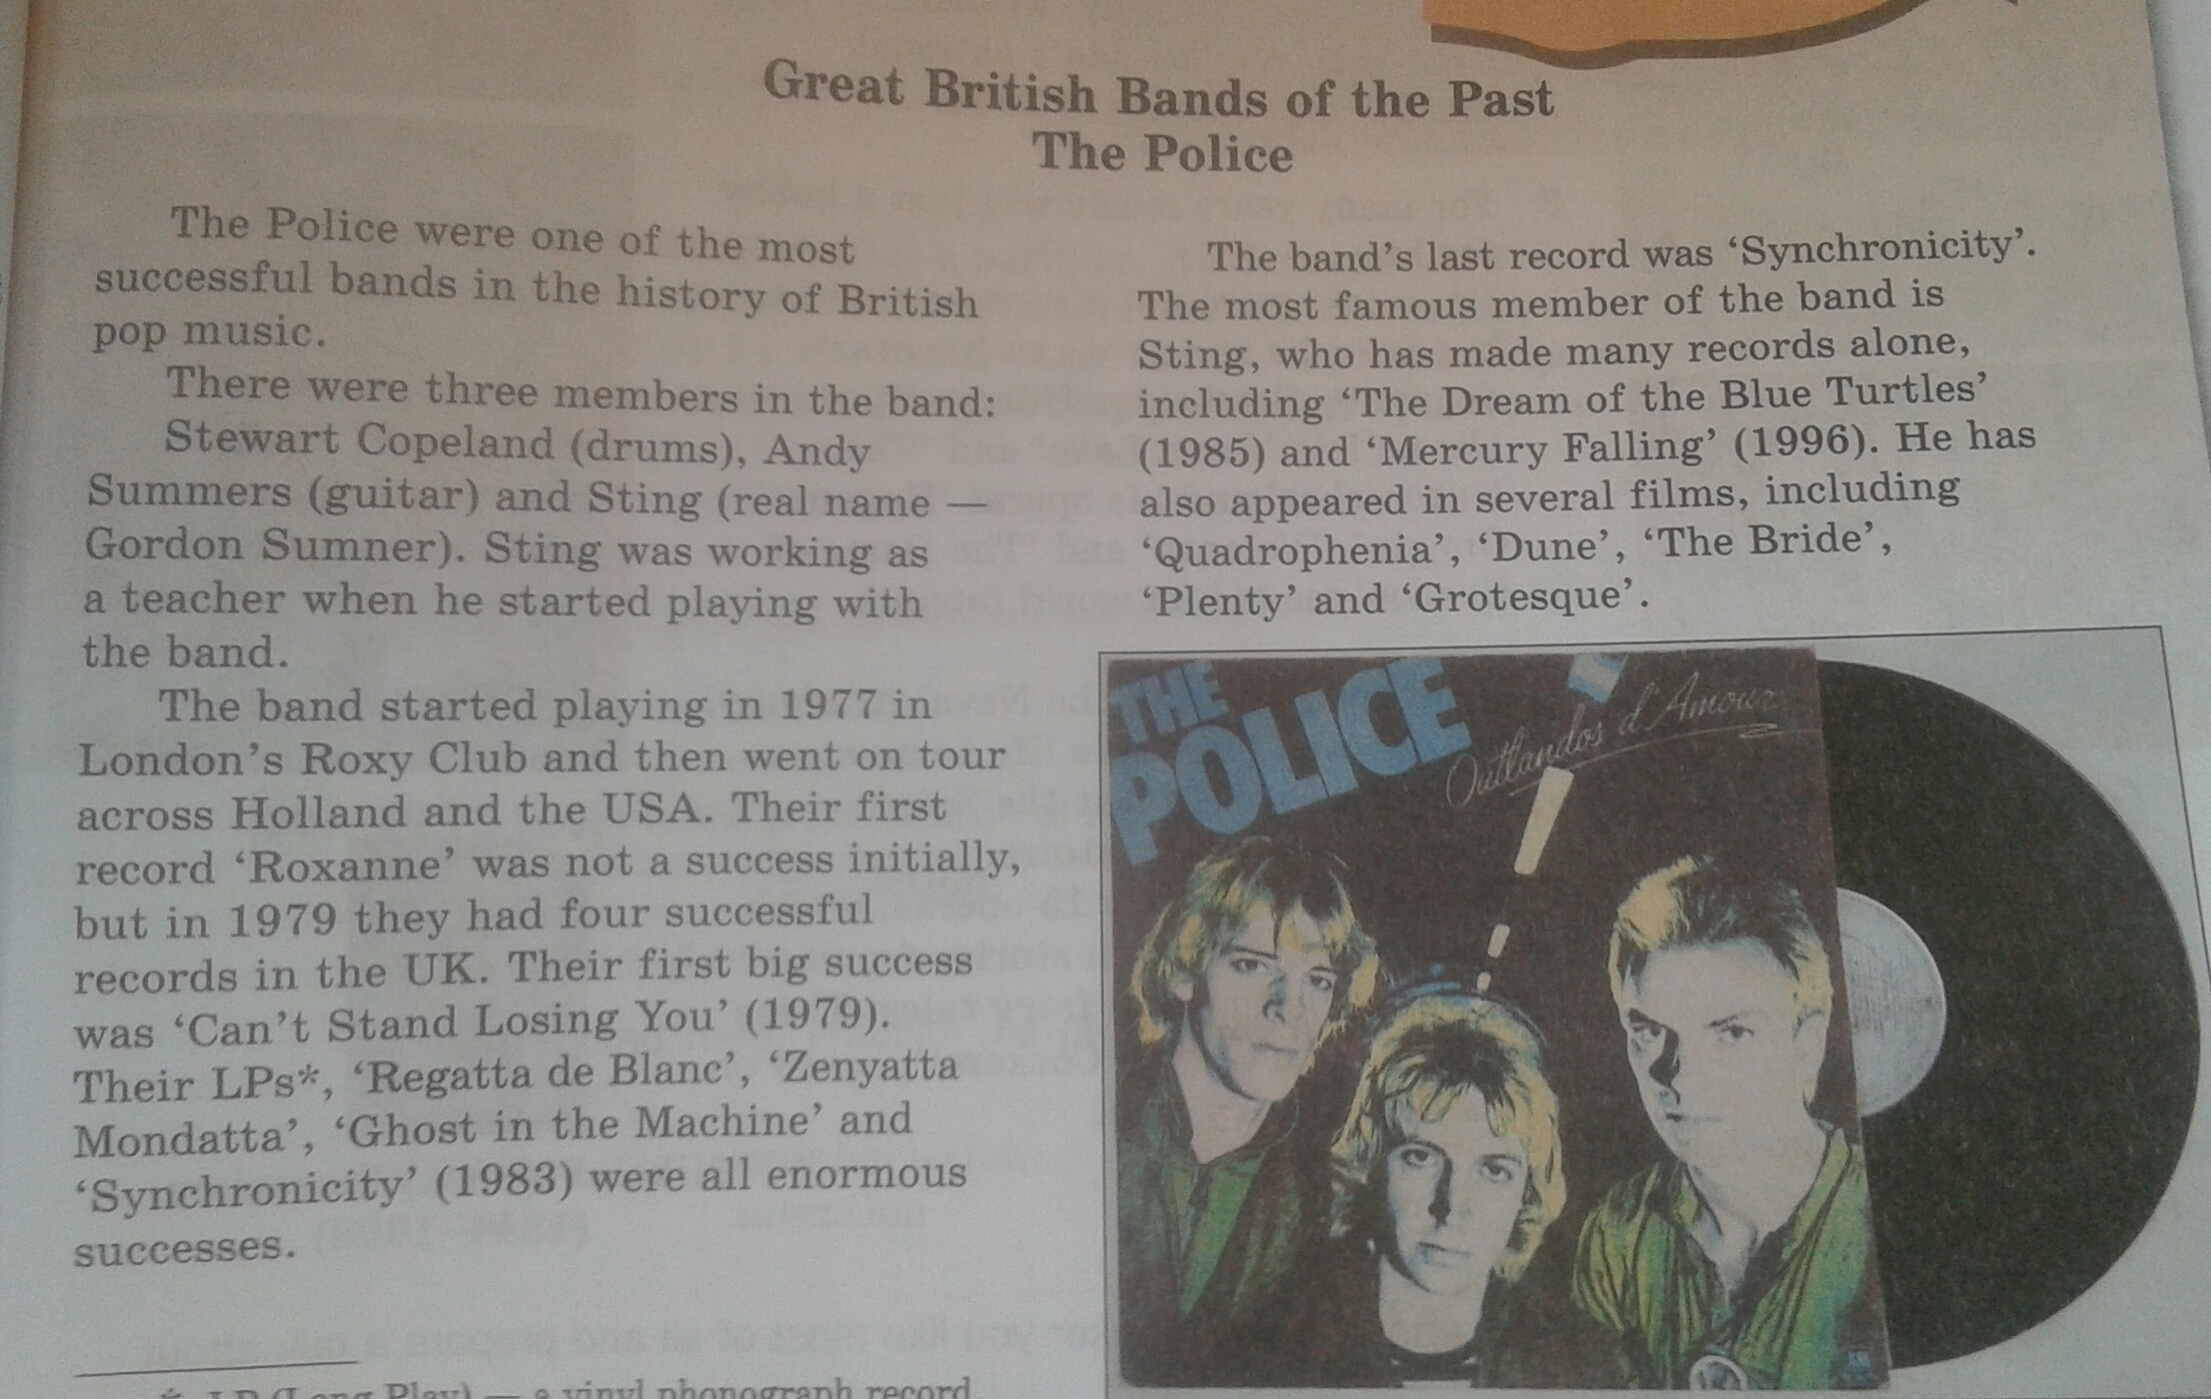 Great British Bands of the Past
The Police
The Police were one of the most
successful bands in the history of British
pop music.
There were three members in the band:
Stewart Copeland (drums), Andy
Summers (guitar) and Sting (real name —
Gordon Sumner). Sting was working as
a teacher when he started playing with
the band.
The band started playing in 1977 in
London's Roxy Club and then went on tour
across Holland and the USA. Their first
record ‘Roxanne’ was not a success initially,
but in 1979 they had four successful
records in the UK. Their first big success
was ‘Can't Stand Losing You’ (1979).
Their LPs*, ‘Regatta de Blanc’, ‘Zenyatta
Mondatta’, ‘Ghost in the Machine’ and
‘Synchronicity’ (1983) were all enormous
successes.
* LP (Long Play) — a vinyl phonograph record.
The band's last record was ‘Synchronicity’.
The most famous member of the band is
Sting, who has made many records alone,
including ‘The Dream of the Blue Turtles’
(1985) and ‘Mercury Falling’ (1996). He has
also appeared in several films, including
‘Quadrophenia’, ‘Dune’, ‘The Bride’,
‘Plenty’ and ‘Grotesque’.
THE
POLICE
Outlandos d'Amour